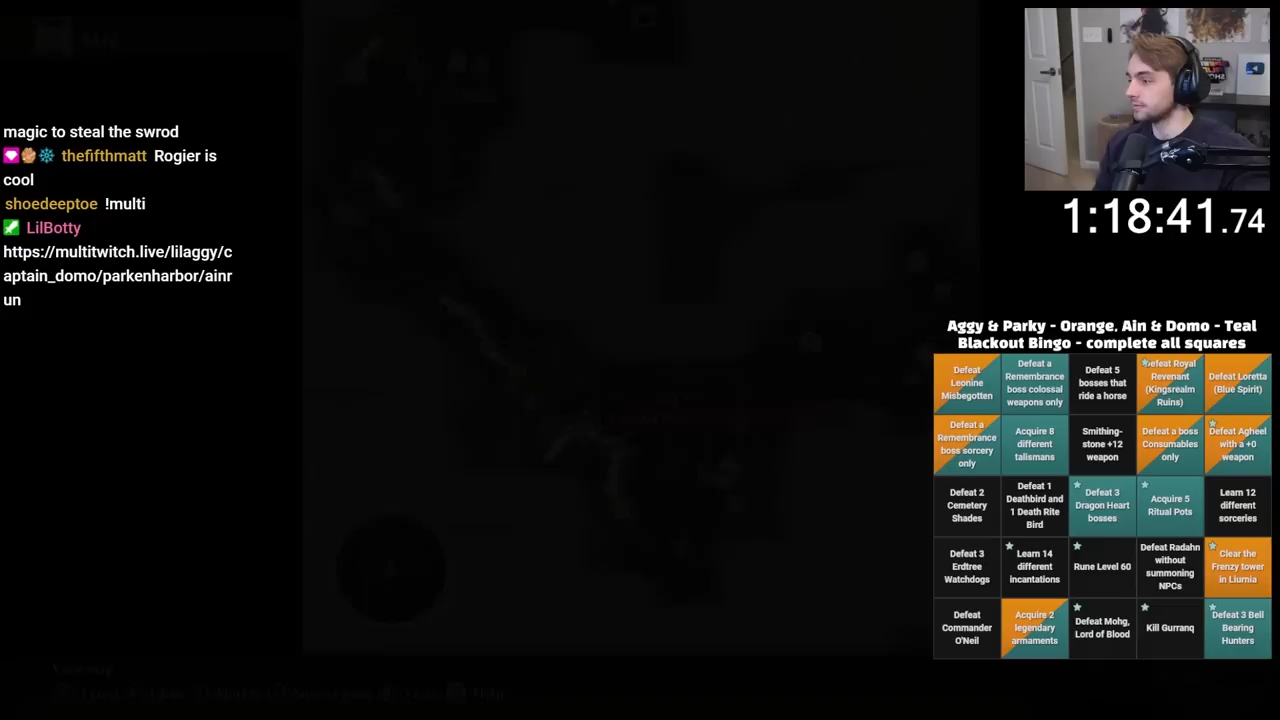 magic to steal the swrod
thefifthmatt Rogier is
cool
shoedeeptoe !multi
LilBotty
https://multitwitch.live/lilaggy/c
aptain_domo/parkenharbor/ainr
un
1:18:41.74
Aggy & Parky - Orange, Ain & Domo - Teal
Blackout Bingo - complete all squares
Defeat
Leonine
Misbegotten
Defeat a
Remembrance
boss colossal
weapons only
Defeat 5
bosses that
ride a horse
Defeat Royal
Revenant
(Kingsrealm
Ruins)
Defeat Loretta
(Blue Spirit)
Defeat a
Remembrance
boss sorcery
only
Acquire 8
different
talismans
Smithing-
stone +12
weapon
Defeat a boss
Consumables
only
Defeat Agheel
with a +0
weapon
Defeat 2
Cemetery
Shades
Defeat 1
Deathbird and
1 Death Rite
Bird
Defeat 3
Dragon Heart
bosses
Acquire 5
Ritual Pots
Learn 12
different
sorceries
Defeat 3
Erdtree
Watchdogs
Learn 14
different
incantations
Rune Level 60
Defeat Radahn
without
summoning
NPCs
Clear the
Frenzy tower
in Liurnia
Defeat
Commander
O'Neil
Acquire 2
legendary
armaments
Defeat Mohg,
Lord of Blood
Kill Gurranq
Defeat 3 Bell
Bearing
Hunters